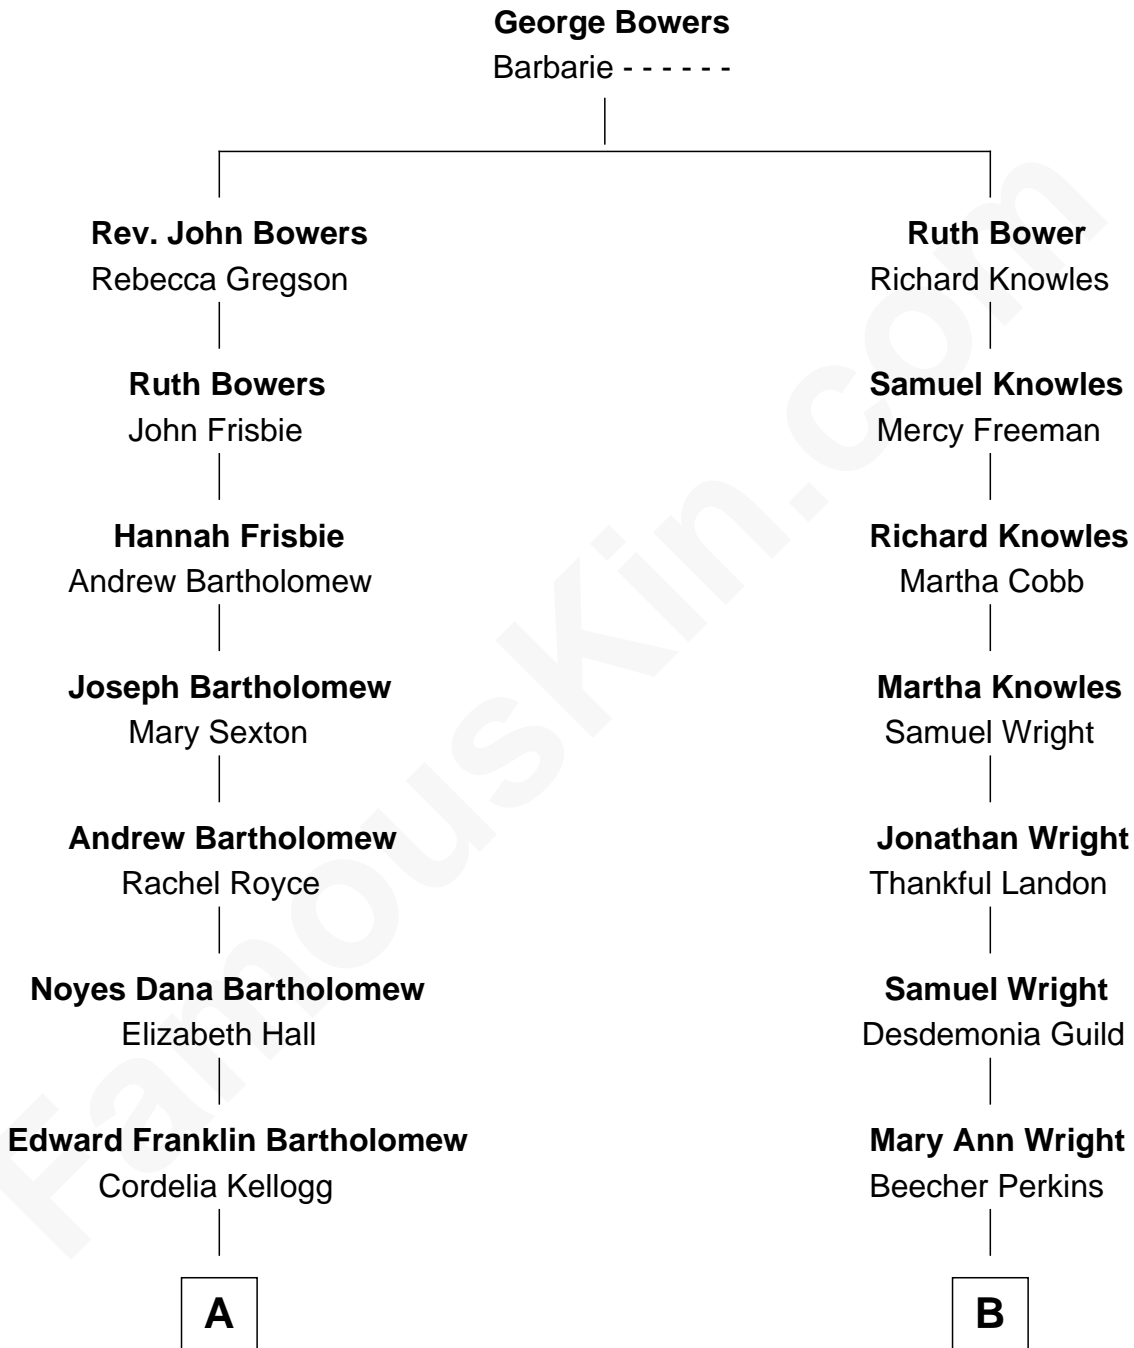 George Bowers
Barbarie - - - - - -
Rev. John Bowers
Rebecca Gregson
Ruth Bower
Richard Knowles
Ruth Bowers
John Frisbie
Samuel Knowles
Mercy Freeman
Hannah Frisbie
Andrew Bartholomew
Richard Knowles
Martha Cobb
Joseph Bartholomew
Mary Sexton
Martha Knowles
Samuel Wright
Andrew Bartholomew
Rachel Royce
Jonathan Wright
Thankful Landon
Noyes Dana Bartholomew
Elizabeth Hall
Samuel Wright
Desdemonia Guild
Edward Franklin Bartholomew
Cordelia Kellogg
Mary Ann Wright
Beecher Perkins
A
B
FamousKin.com